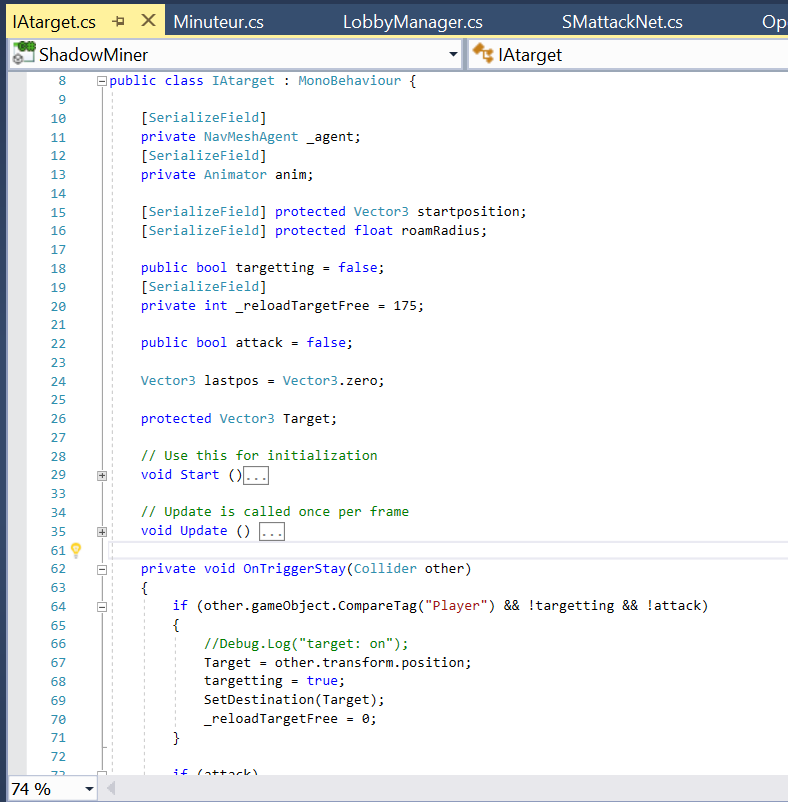 IAtarget.cs Minuteur.cs LobbyManager.cs SMattackNet.cs Op
ShadowMiner IAtarget
8 public class IAtarget : MonoBehaviour {
9
10 [SerializeField]
11 private NavMeshAgent _agent;
12 [SerializeField]
13 private Animator anim;
14
15 [SerializeField] protected Vector3 startposition;
16 [SerializeField] protected float roamRadius;
17
18 public bool targetting = false;
19 [SerializeField]
20 private int _reloadTargetFree = 175;
21
22 public bool attack = false;
23
24 Vector3 lastpos = Vector3.zero;
25
26 protected Vector3 Target;
27
28 // Use this for initialization
29 void Start ()...
33
34 // Update is called once per frame
35 void Update () ...
61
62 private void OnTriggerStay(Collider other)
63 {
64 if (other.gameObject.CompareTag("Player") && !targetting && !attack)
65 {
66 //Debug.Log("target: on");
67 Target = other.transform.position;
68 targetting = true;
69 SetDestination(Target);
70 _reloadTargetFree = 0;
71 }
72
73 if (attack)
74 %